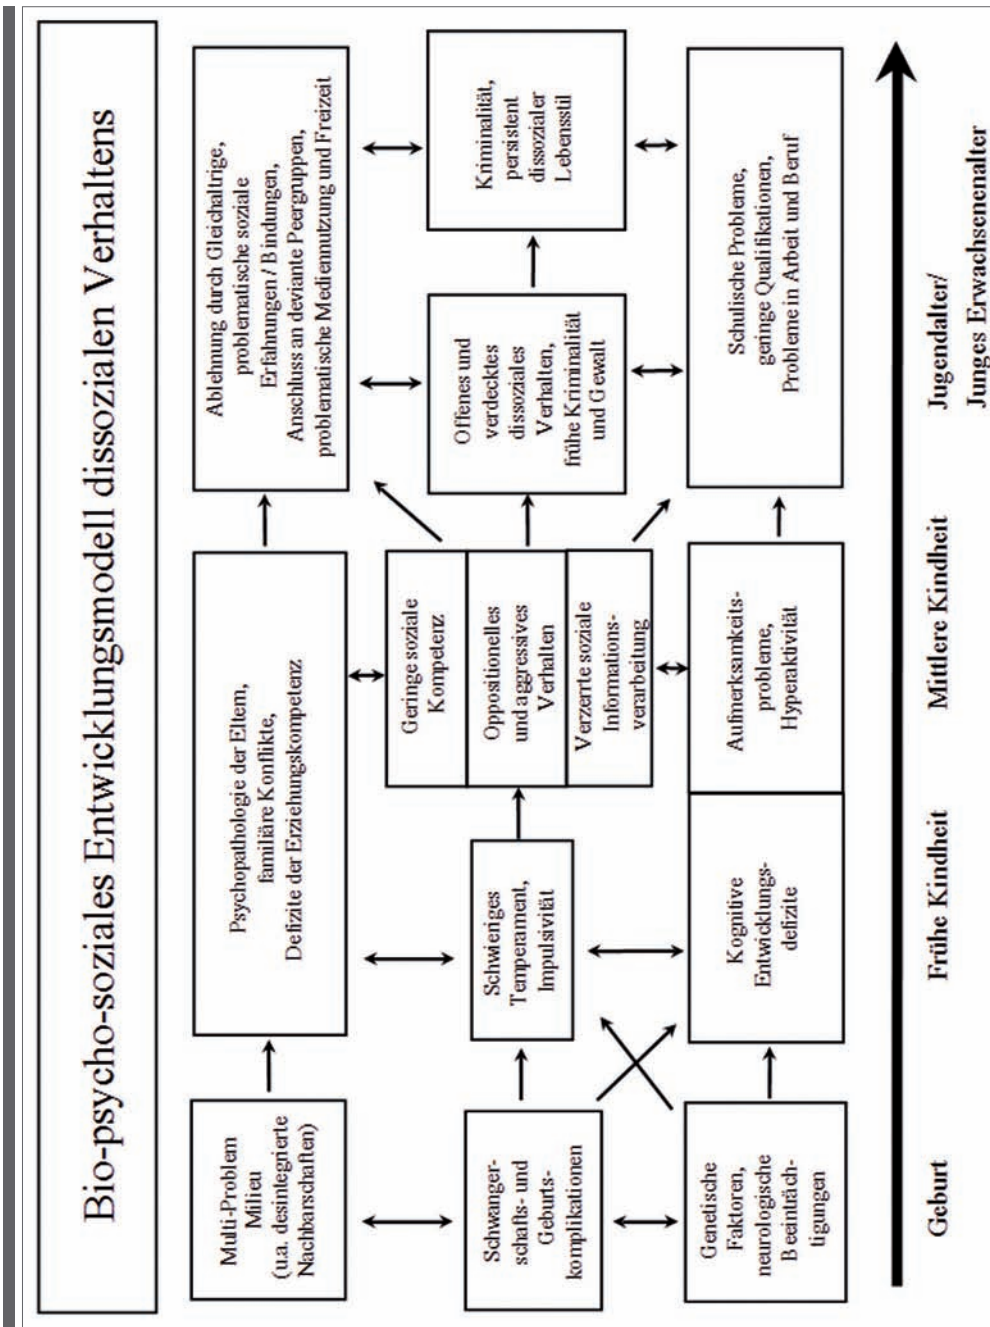 Bio-psycho-soziales Entwicklungsmodell dissozialen Verhaltens
Multi-Problem
Milieu
(u.a. desintegrierte
Nachbarschaften)
Psychopathologie der Eltern,
familiäre Konflikte,
Defizite der Erziehungskompetenz
Ablehnung durch Gleichaltrige,
problematische soziale
Erfahrungen / Bindungen,
Anschluss an deviante Peergruppen,
problematische Mediennutzung und Freizeit
Schwanger-
schafts- und
Geburts-
komplikationen
Schwieriges
Temperament,
Impulsivität
Geringe soziale
Kompetenz
Oppositionelles
und aggressives
Verhalten
Verzerrte soziale
Informations-
verarbeitung
Offenes und
verdecktes
dissoziales
Verhalten,
frühe Kriminalität
und Gewalt
Kriminalität,
persistent
dissozialer
Lebensstil
Genetische
Faktoren,
neurologische
Beeinträch-
tigungen
Kognitive
Entwicklungs-
defizite
Aufmerksamkeits-
probleme,
Hyperaktivität
Schulische Probleme,
geringe Qualifikationen,
Probleme in Arbeit und Beruf
Geburt
Frühe Kindheit
Mittlere Kindheit
Jugendalter/
Junges Erwachsenenalter